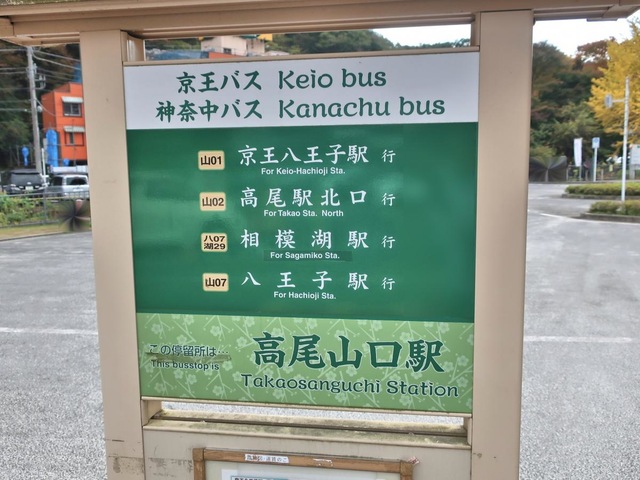 京王バス Keio bus
神奈中バス Kanachu bus
山01 京王八王子駅 行
For Keio-Hachioji Sta.
山02 高尾駅北口 行
For Takao Sta. North
八07
湖29
相模湖駅 行
For Sagamiko Sta.
山07 八王子駅 行
For Hachioji Sta.
この停留所は…
This busstop is
高尾山口駅
Takaosanguchi Station